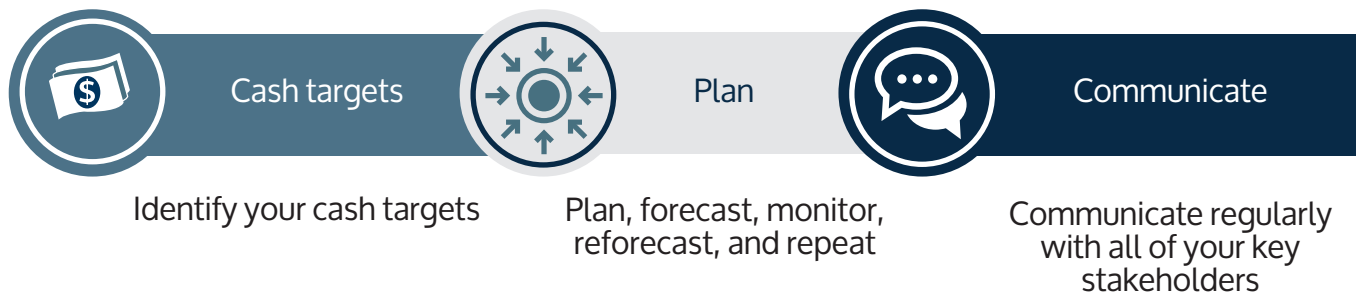 $
Cash targets
Plan
Communicate
Identify your cash targets
Plan, forecast, monitor,
reforecast, and repeat
Communicate regularly
with all of your key
stakeholders